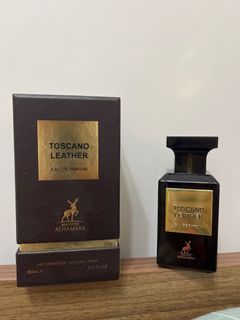 TOSCANO
LEATHER
EAU DE PARFUM
MAISON
ALHAMBRA
80ml ℮
TOSCANO
LEATHER
MAISON
ALHAMBRA